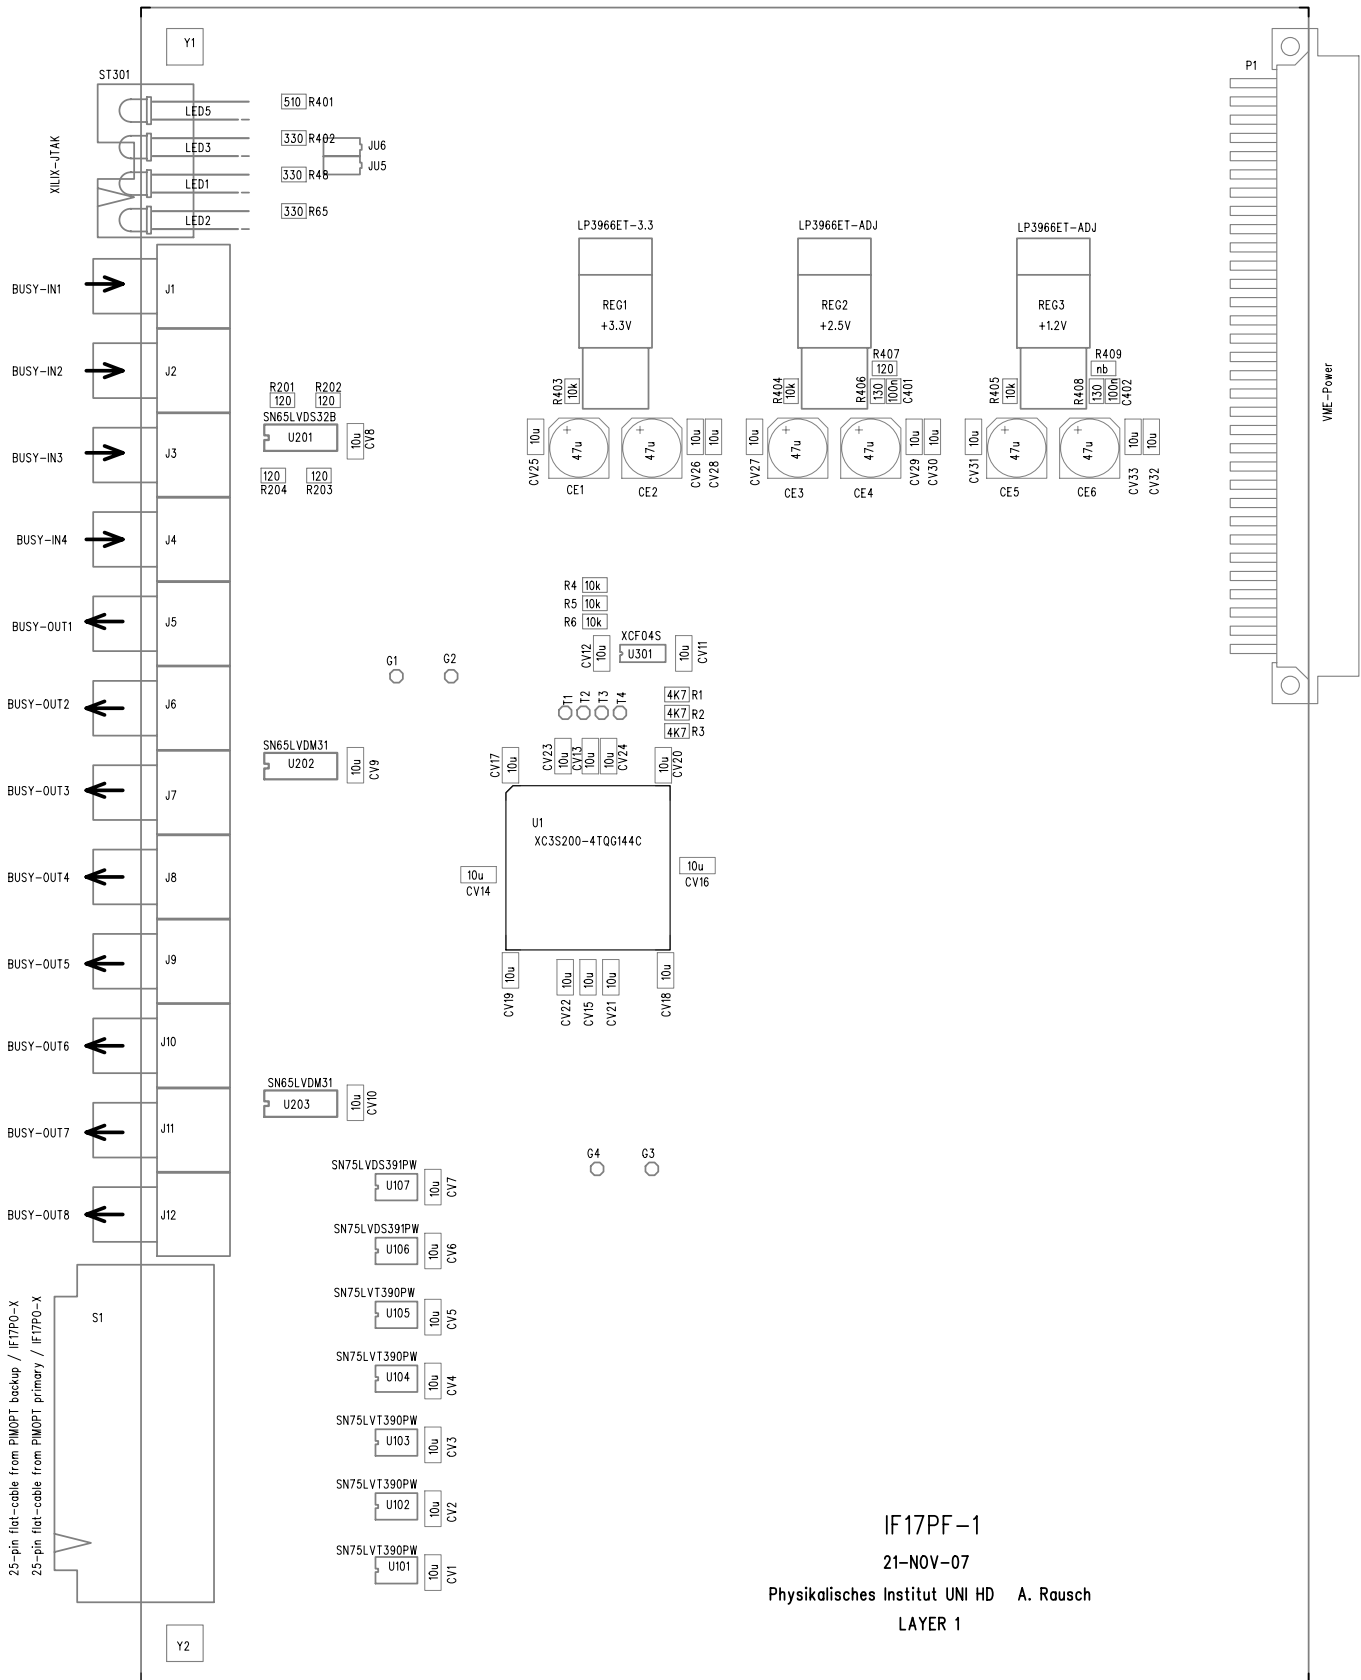 Y1
ST301
P1
LED5
510 R401
LED3
330 R402
JU6
JU5
XILIX-JTAK
LED1
330 R48
LED2
330 R65
LP3966ET-3.3
LP3966ET-ADJ
LP3966ET-ADJ
BUSY-IN1
J1
REG1
+3.3V
REG2
+2.5V
REG3
+1.2V
BUSY-IN2
J2
R403
10k
R404
10k
R406
R407
120
130
100n
C401
R405
10k
R408
R409
nb
130
100n
C402
VME-Power
R201
120
R202
120
SN65LVDS32B
U201
10u
CV8
120
R204
120
R203
BUSY-IN3
J3
10u
CV25
+
47u
CE1
+
47u
CE2
10u
CV26
10u
CV28
10u
CV27
+
47u
CE3
+
47u
CE4
10u
CV29
10u
CV30
10u
CV31
+
47u
CE5
+
47u
CE6
10u
CV33
10u
CV32
BUSY-IN4
J4
R4 10k
R5 10k
R6 10k
BUSY-OUT1
J5
XCF04S
U301
CV12
10u
10u
CV11
G1
G2
BUSY-OUT2
J6
T1
T2
T3
T4
4K7 R1
4K7 R2
4K7 R3
SN65LVDM31
U202
10u
CV9
BUSY-OUT3
J7
CV17
10u
CV23
10u
CV13
10u
10u
CV24
10u
CV20
U1
XC3S200-4TQG144C
BUSY-OUT4
J8
10u
CV14
10u
CV16
BUSY-OUT5
J9
10u
CV19
10u
CV22
10u
CV15
10u
CV21
10u
CV18
BUSY-OUT6
J10
SN65LVDM31
U203
10u
CV10
BUSY-OUT7
J11
G4
G3
SN75LVDS391PW
U107
10u
CV7
BUSY-OUT8
J12
SN75LVDS391PW
U106
10u
CV6
SN75LVT390PW
U105
10u
CV5
S1
25-pin flat-cable from PIMOPT backup / IF17PO-X
25-pin flat-cable from PIMOPT primary / IF17PO-X
SN75LVT390PW
U104
10u
CV4
SN75LVT390PW
U103
10u
CV3
SN75LVT390PW
U102
10u
CV2
SN75LVT390PW
U101
10u
CV1
IF17PF-1
21-NOV-07
Physikalisches Institut UNI HD A. Rausch
LAYER 1
Y2